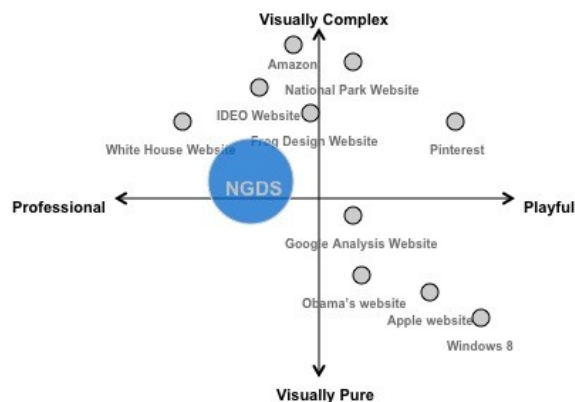 Visually Complex
Amazon
National Park Website
IDEO Website
Frog Design Website
White House Website
Pinterest
NGDS
Professional
Playful
Google Analysis Website
Obama's website
Apple website
Windows 8
Visually Pure